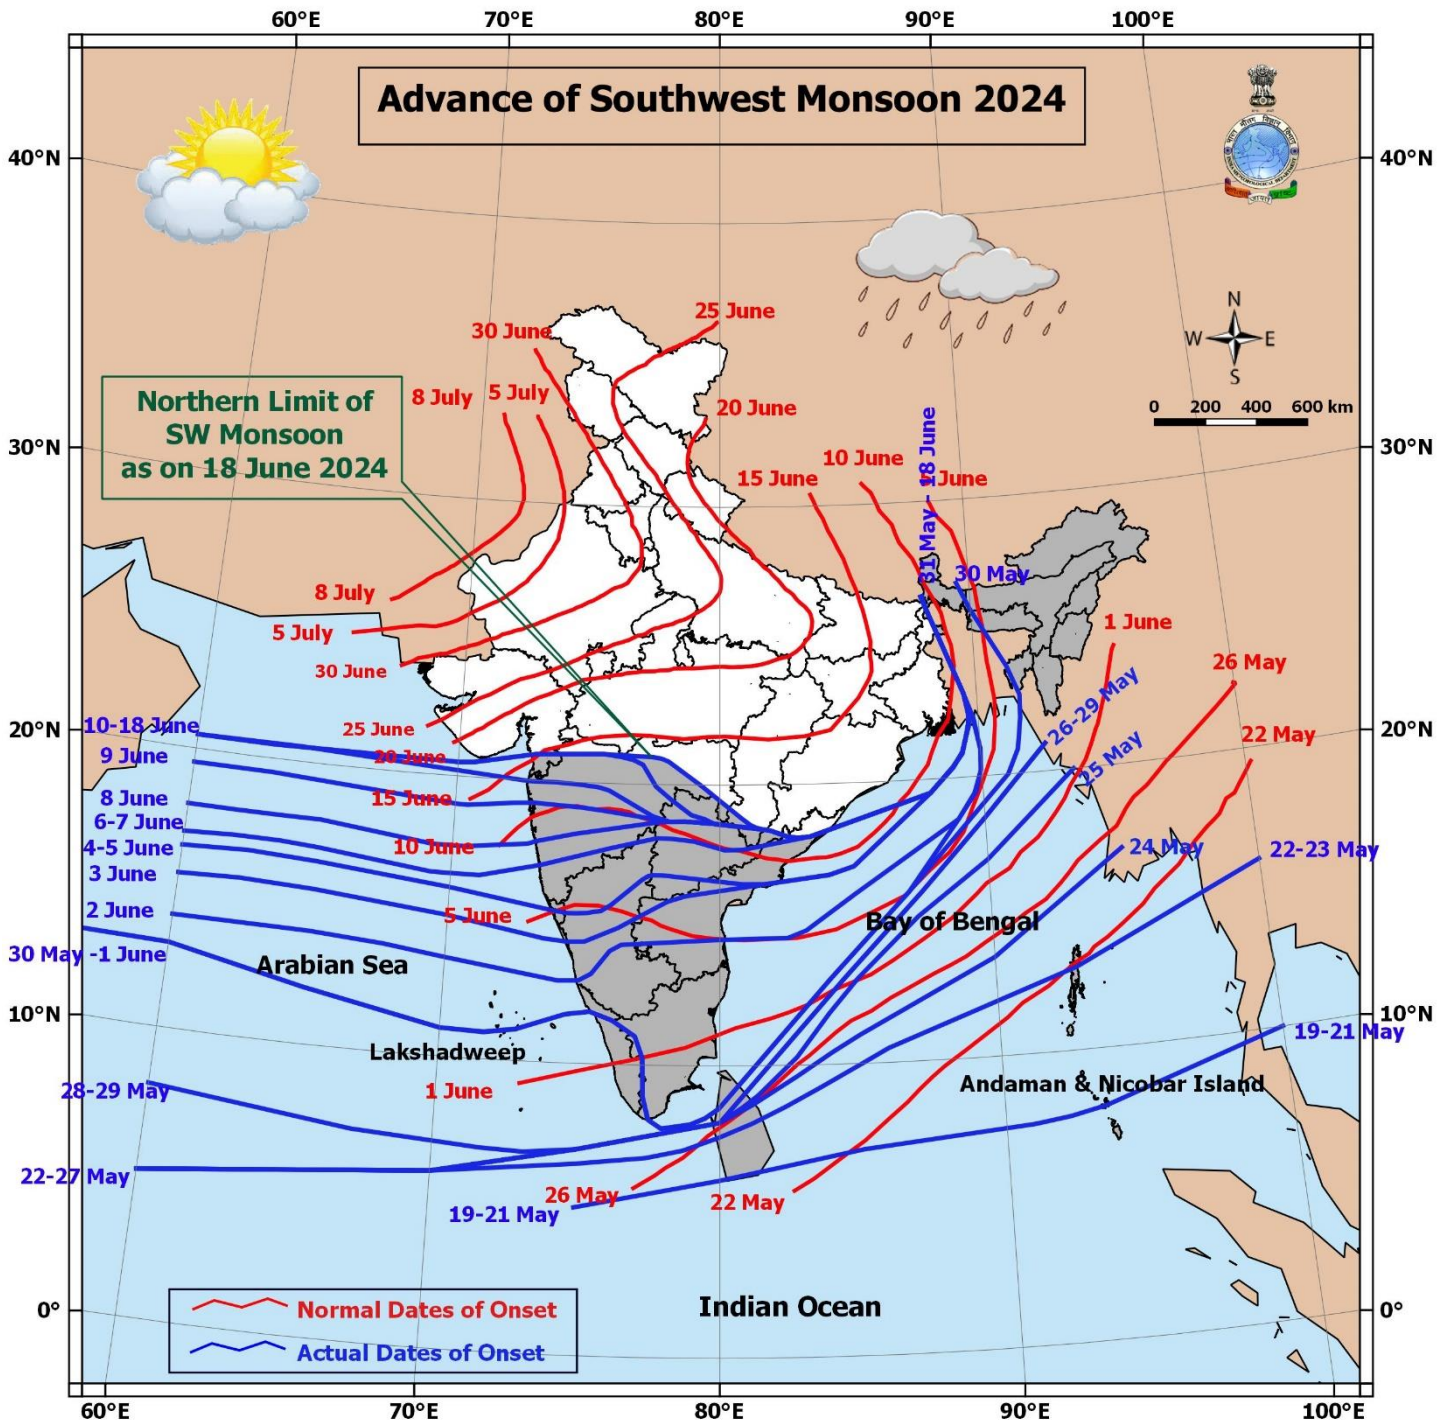 60°E 70°E 80°E 90°E 100°E
Advance of Southwest Monsoon 2024
40°N 40°N
N
W E
S
25 June
30 June
8 July 5 July
20 June
Northern Limit of
SW Monsoon
as on 18 June 2024
0 200 400 600 km
30°N 30°N
10 June
15 June
June
31 May - 18 June
30 May
8 July
5 July
1 June
30 June
26 May
26-29 May
10-18 June
25 June
20°N 20°N
22 May
9 June
20 June
25 May
8 June
15 June
6-7 June
4-5 June
10 June
24 May
22-23 May
3 June
2 June
5 June
Bay of Bengal
30 May -1 June
Arabian Sea
10°N 10°N
19-21 May
Lakshadweep
28-29 May
1 June
Andaman & Nicobar Island
22-27 May
26 May
22 May
19-21 May
0° 0°
Indian Ocean
Normal Dates of Onset
Actual Dates of Onset
60°E 70°E 80°E 90°E 100°E